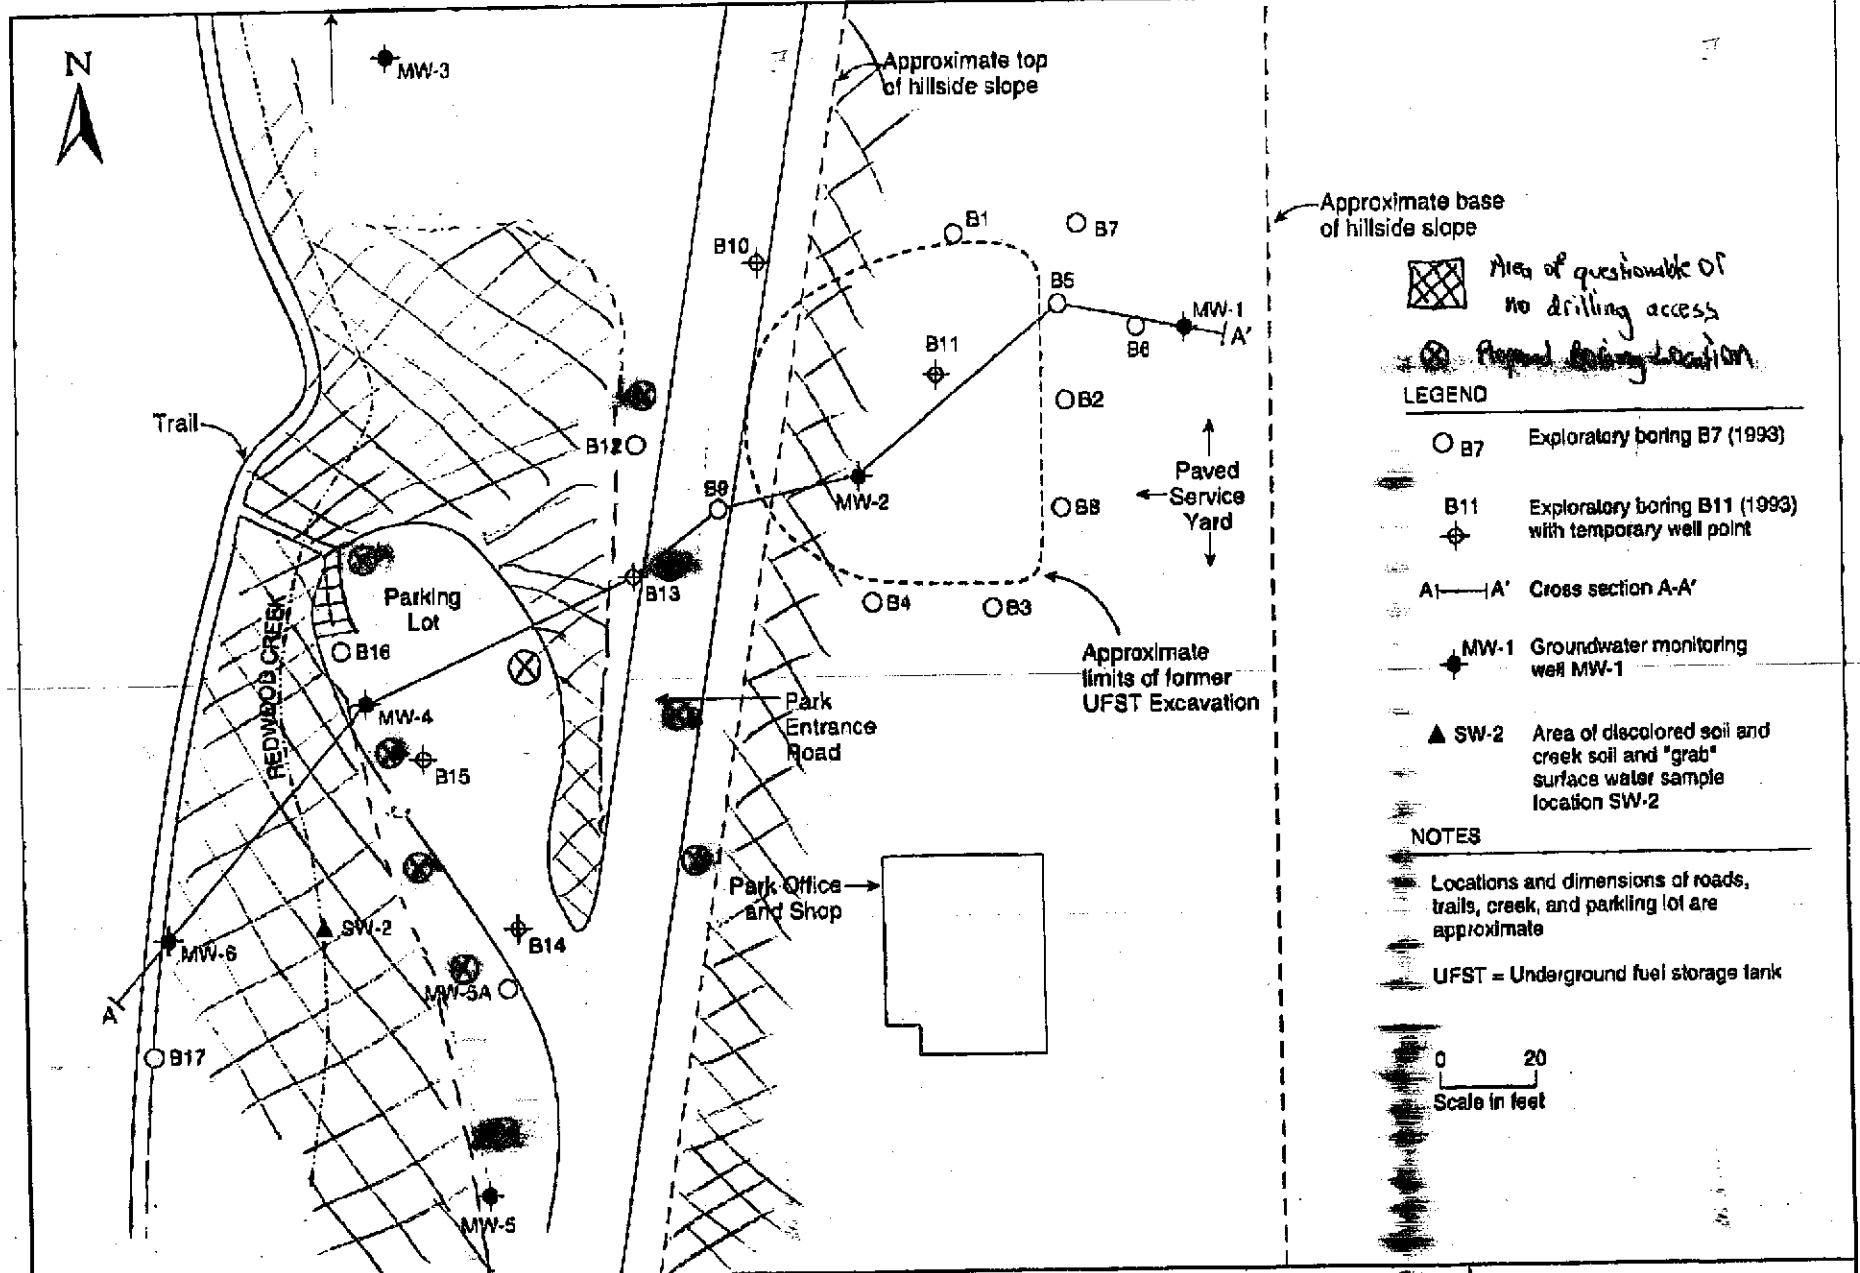 N
MW-3
Approximate top
of hillside slope
Approximate base
of hillside slope
B1
B7
B10
B5
MW-1
A'
B6
B11
B2
Trail
B12
B9
MW-2
B8
Paved
Service
Yard
B13
Parking
Lot
B4
B3
B16
REDWOOD CREEK
Approximate
limits of former
UFST Excavation
MW-4
Park
Entrance
Road
B15
Park Office
and Shop
SW-2
B14
MW-6
MW-5A
A
B17
MW-5
Area of questionable or
no drilling access
Proposed Boring Location
LEGEND
B7 Exploratory boring B7 (1993)
B11 Exploratory boring B11 (1993)
with temporary well point
A A' Cross section A-A'
MW-1 Groundwater monitoring
well MW-1
SW-2 Area of discolored soil and
creek soil and "grab"
surface water sample
location SW-2
NOTES
Locations and dimensions of roads,
trails, creek, and parkling lot are
approximate
UFST = Underground fuel storage tank
0 20
Scale in feet